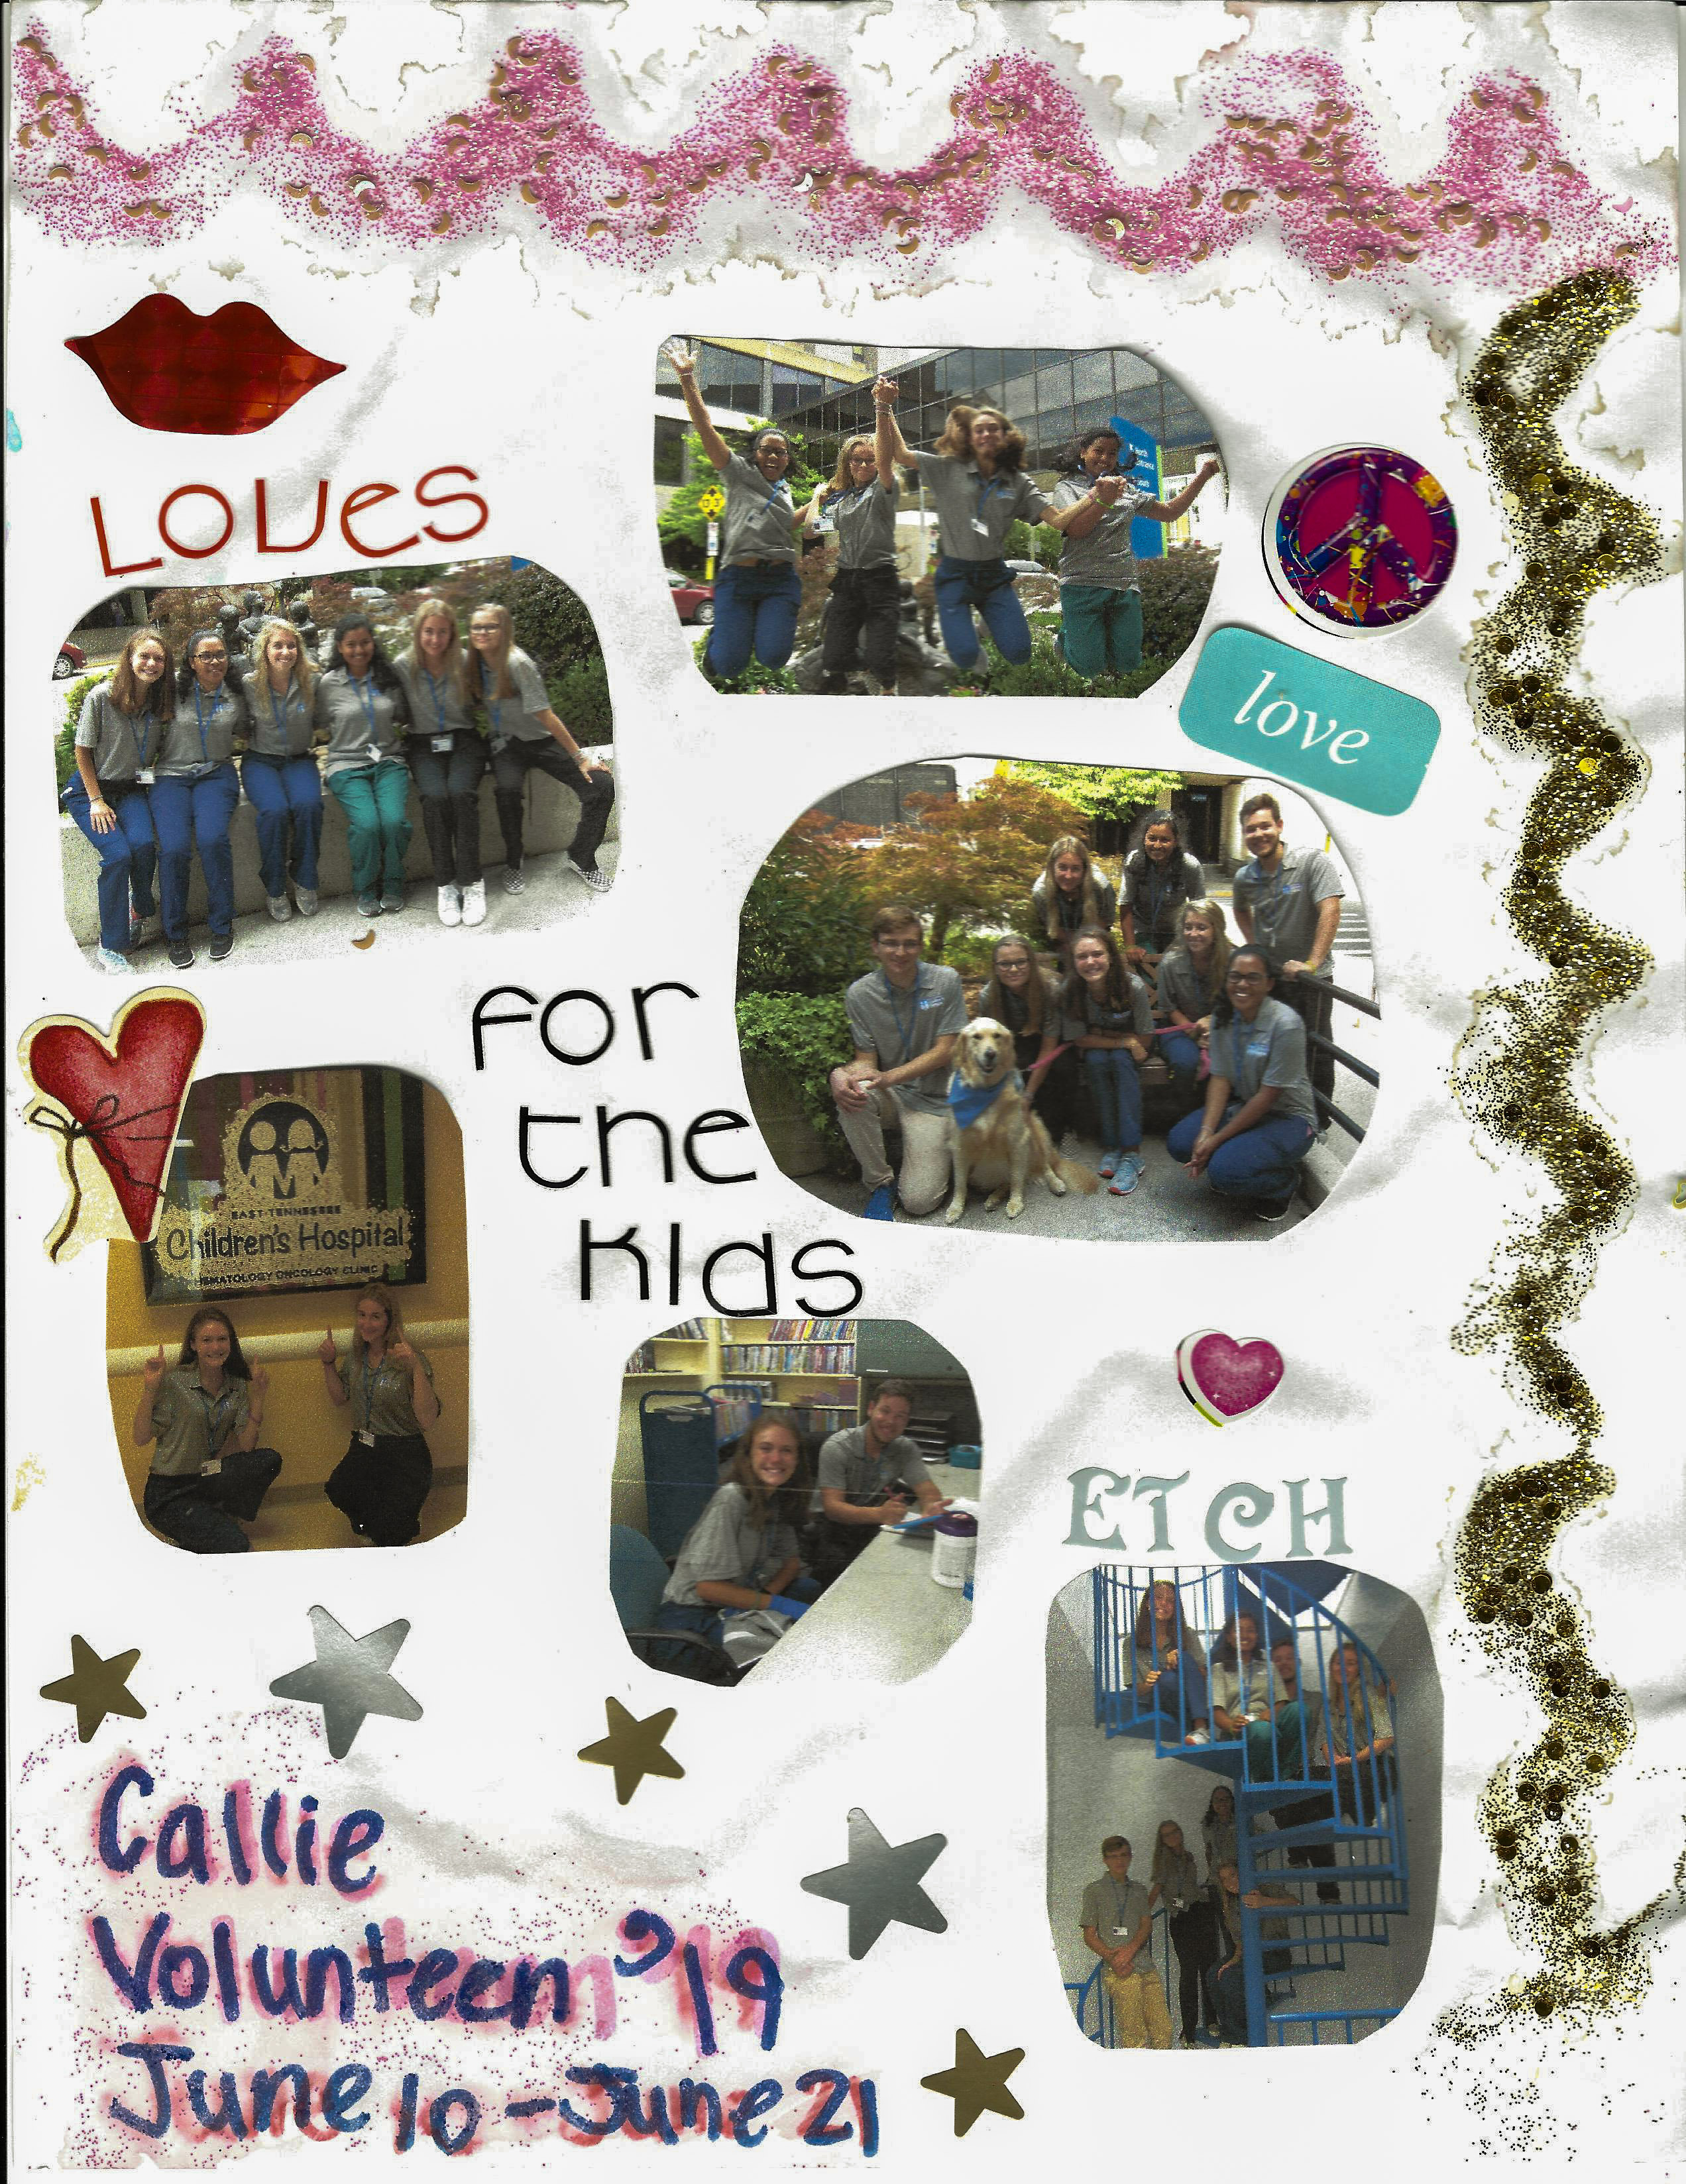 Loves
love
for
the
Kids
EAST TENNESSEE
Children's Hospital
HEMATOLOGY ONCOLOGY CLINIC
ETCH
Callie
Volunteen '19
June 10 - June 21